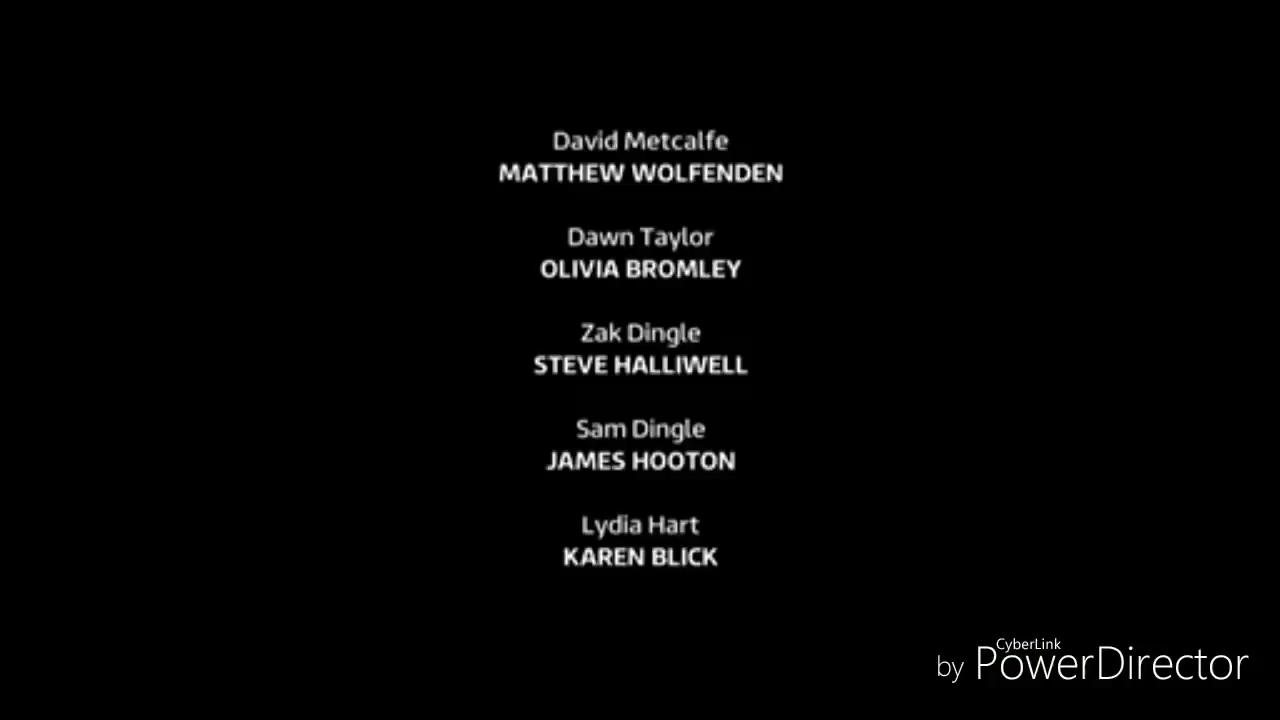 David Metcalfe
MATTHEW WOLFENDEN
Dawn Taylor
OLIVIA BROMLEY
Zak Dingle
STEVE HALLIWELL
Sam Dingle
JAMES HOOTON
Lydia Hart
KAREN BLICK
CyberLink
by PowerDirector